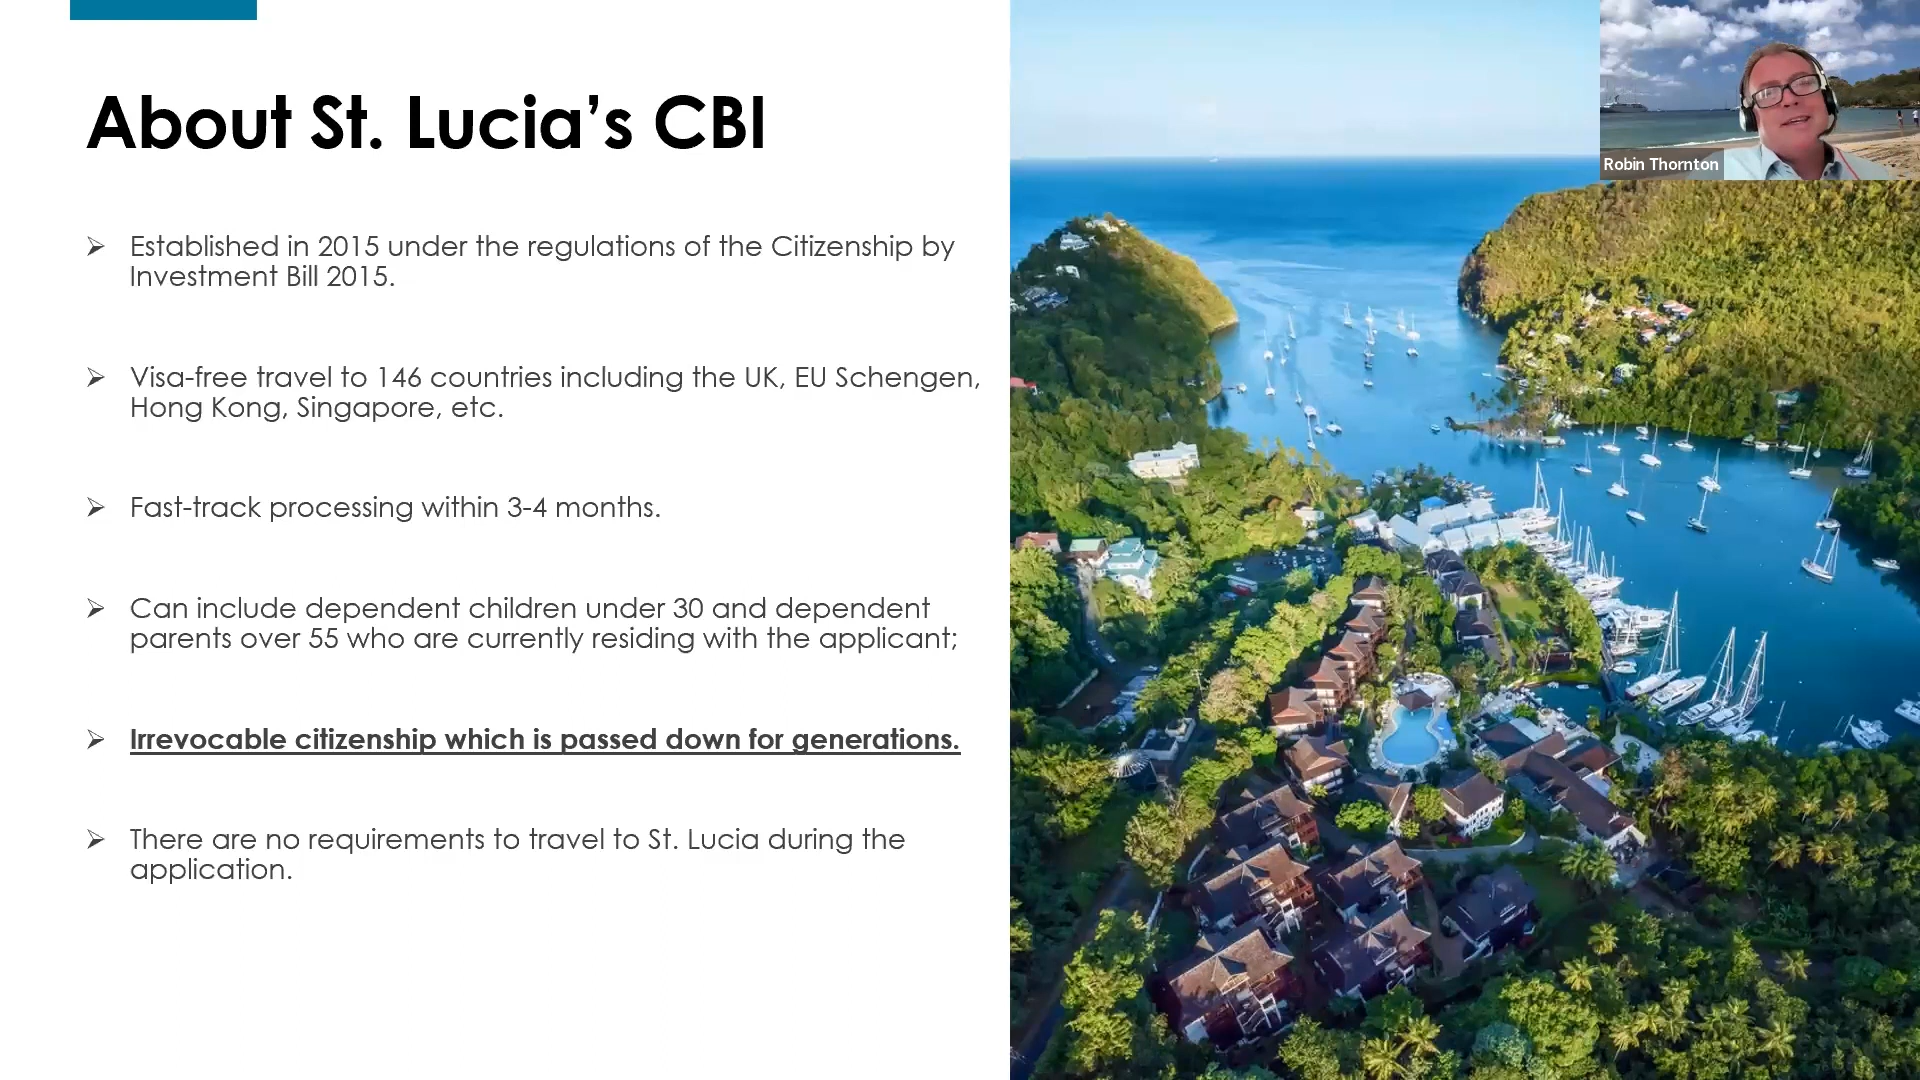 About St. Lucia’s CBI
Established in 2015 under the regulations of the Citizenship by
Investment Bill 2015.
Visa-free travel to 146 countries including the UK, EU Schengen,
Hong Kong, Singapore, etc.
Fast-track processing within 3-4 months.
Can include dependent children under 30 and dependent
parents over 55 who are currently residing with the applicant;
Irrevocable citizenship which is passed down for generations.
There are no requirements to travel to St. Lucia during the
application.
Robin Thornton